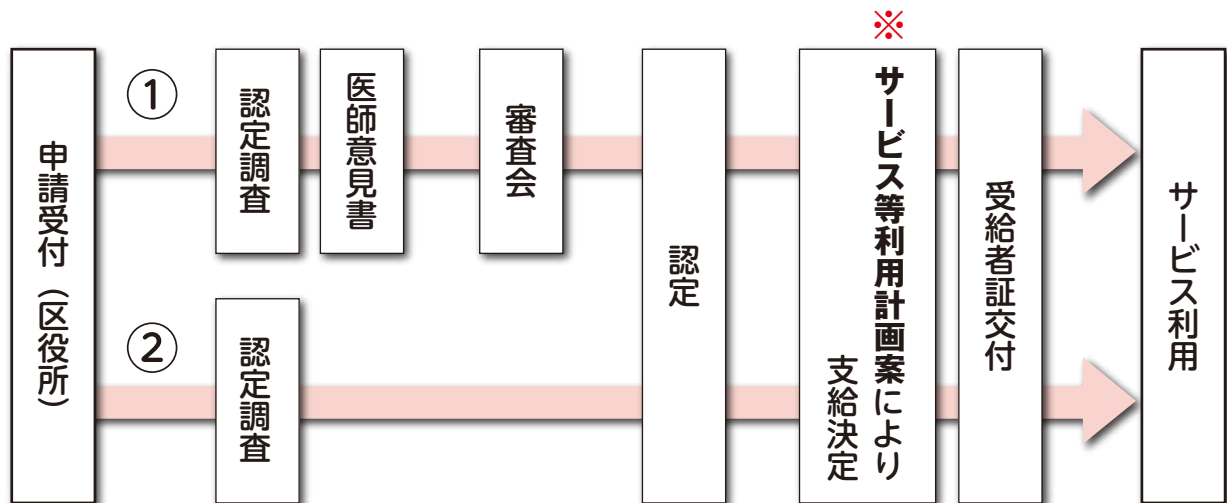 申請受付（区役所）
①
認定調査
医師意見書
審査会
②
認定調査
認定
※
サービス等利用計画案により
支給決定
受給者証交付
サービス利用